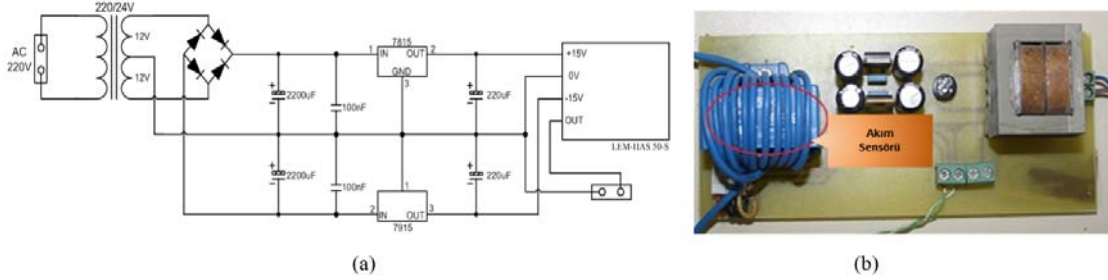 220/24V
AC
220V
12V
12V
2200uF
2200uF
100nF
100nF
1 7815 2
IN OUT
GND
3
1
GND
2 3
IN OUT
7915
220uF
220uF
+15V
0V
-15V
OUT
LEM-HAS 50-S
Akım
Sensörü
(a)
(b)